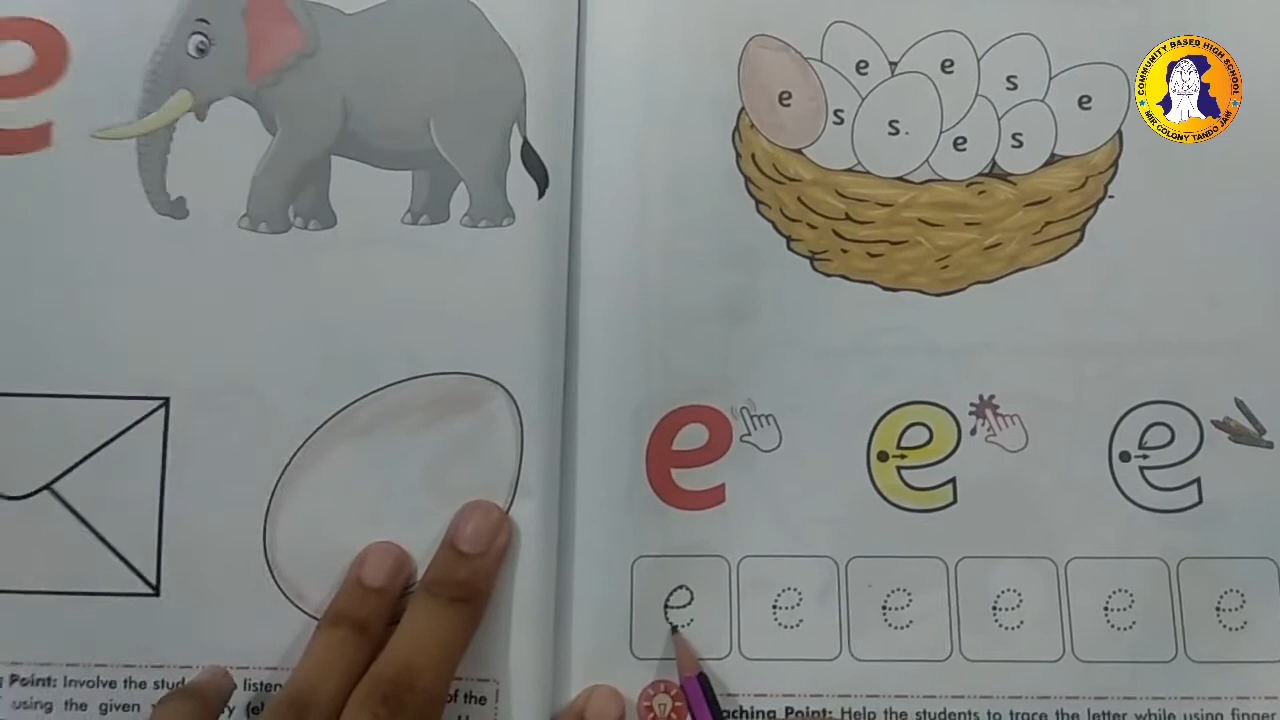 e
e
e
e
s
e
s
s.
e
s
e
e
e
e
e
e
e
e
e
e
Point: Involve the
listen
of the
using the given
aching Point: Help the students to trace the letter while using finger
COMMUNITY BASED HIGH SCHOOL
MIR COLONY TANDO JAM